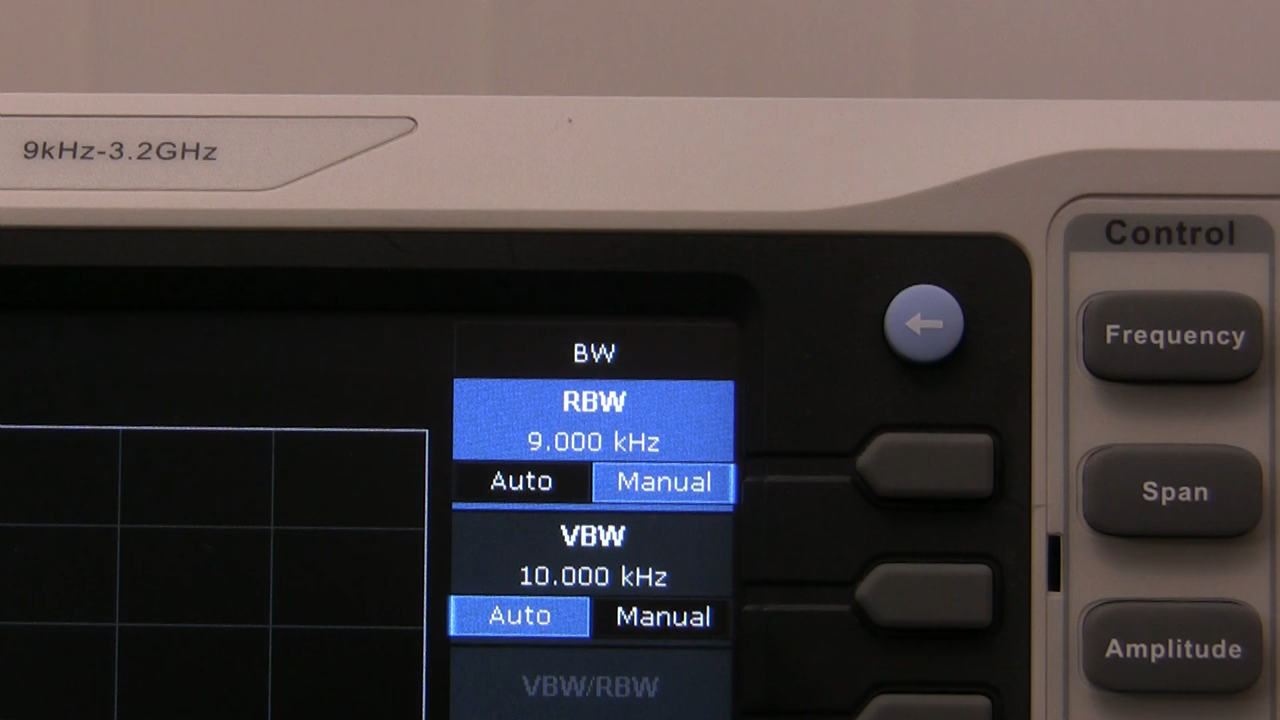 9kHz-3.2GHz
Control
BW
Frequency
RBW
9.000 kHz
Auto Manual
Span
VBW
10.000 kHz
Auto Manual
Amplitude
VBW/RBW